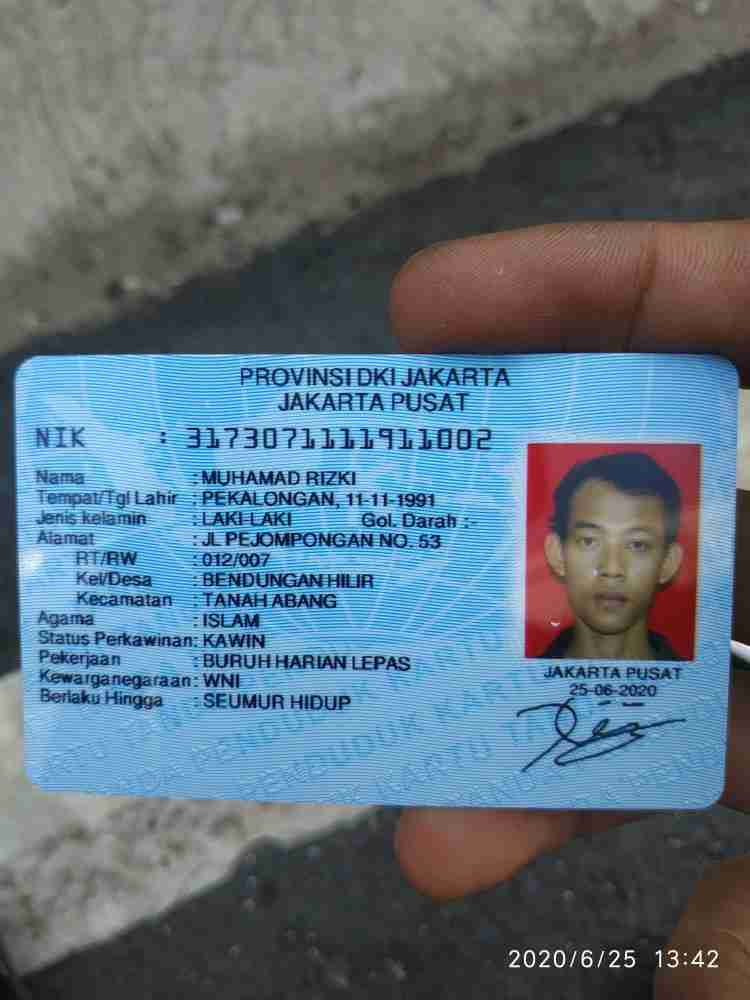 PROVINSI DKI JAKARTA
JAKARTA PUSAT
NIK : 3173071111911002
Nama : MUHAMAD RIZKI
Tempat/Tgl Lahir : PEKALONGAN, 11-11-1991
Jenis kelamin : LAKI-LAKI Gol. Darah :-
Alamat : JL PEJOMPONGAN NO. 53
RT/RW : 012/007
Kel/Desa : BENDUNGAN HILIR
Kecamatan : TANAH ABANG
Agama : ISLAM
Status Perkawinan: KAWIN
Pekerjaan : BURUH HARIAN LEPAS
Kewarganegaraan: WNI
Berlaku Hingga : SEUMUR HIDUP
JAKARTA PUSAT
25-06-2020
2020/6/25 13:42